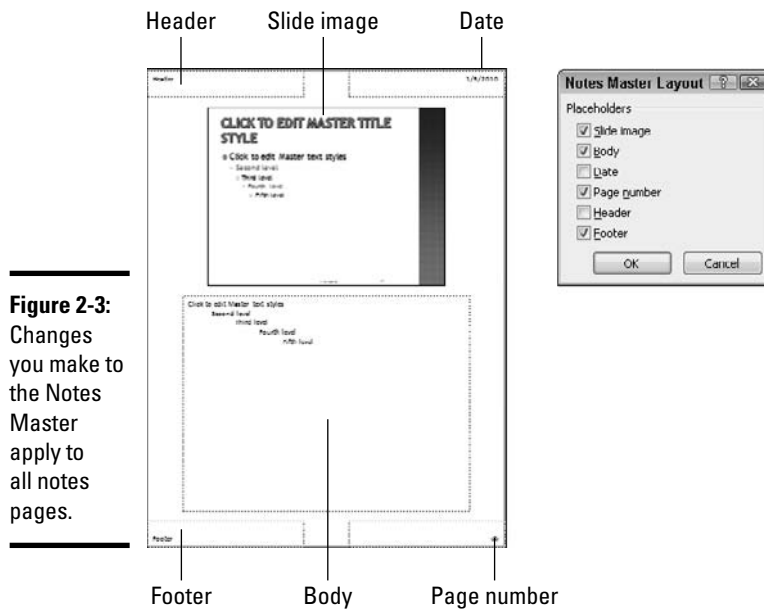 Header
Slide image
Date
Header
1/9/2010
CLICK TO EDIT MASTER TITLE
STYLE
Click to edit Master text styles
Second level
Third level
Fourth level
Fifth level
Click to edit Master text styles
Second level
Third level
Fourth level
Fifth level
Footer
Footer
Body
Page number
Figure 2-3:
Changes
you make to
the Notes
Master
apply to
all notes
pages.
Notes Master Layout
Placeholders
Slide Image
Body
Date
Page number
Header
Footer
OK
Cancel